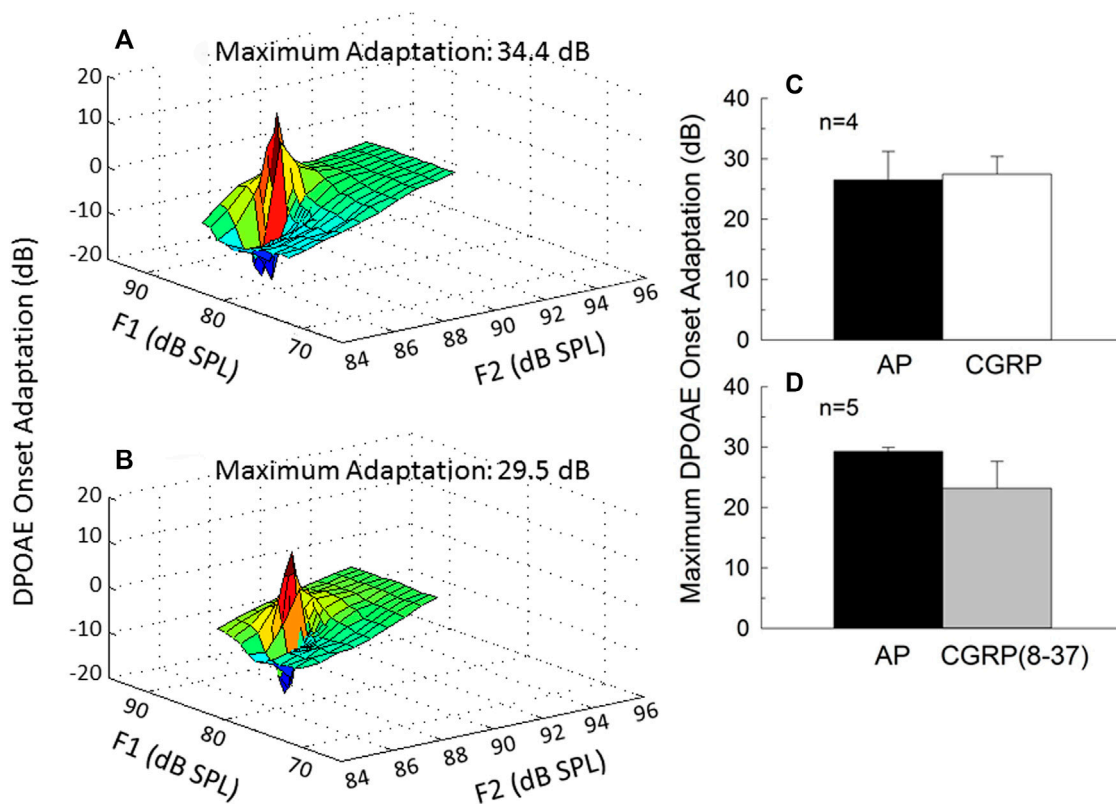 DPOAE Onset Adaptation (dB)
A
Maximum Adaptation: 34.4 dB
20
10
0
-10
-20
90
80
70
F1 (dB SPL)
84
86
88
90
92
94
96
F2 (dB SPL)
B
Maximum Adaptation: 29.5 dB
20
10
0
-10
-20
90
80
70
F1 (dB SPL)
84
86
88
90
92
94
96
F2 (dB SPL)
Maximum DPOAE Onset Adaptation (dB)
C
n=4
40
30
20
10
0
AP CGRP
D
n=5
40
30
20
10
0
AP CGRP(8-37)